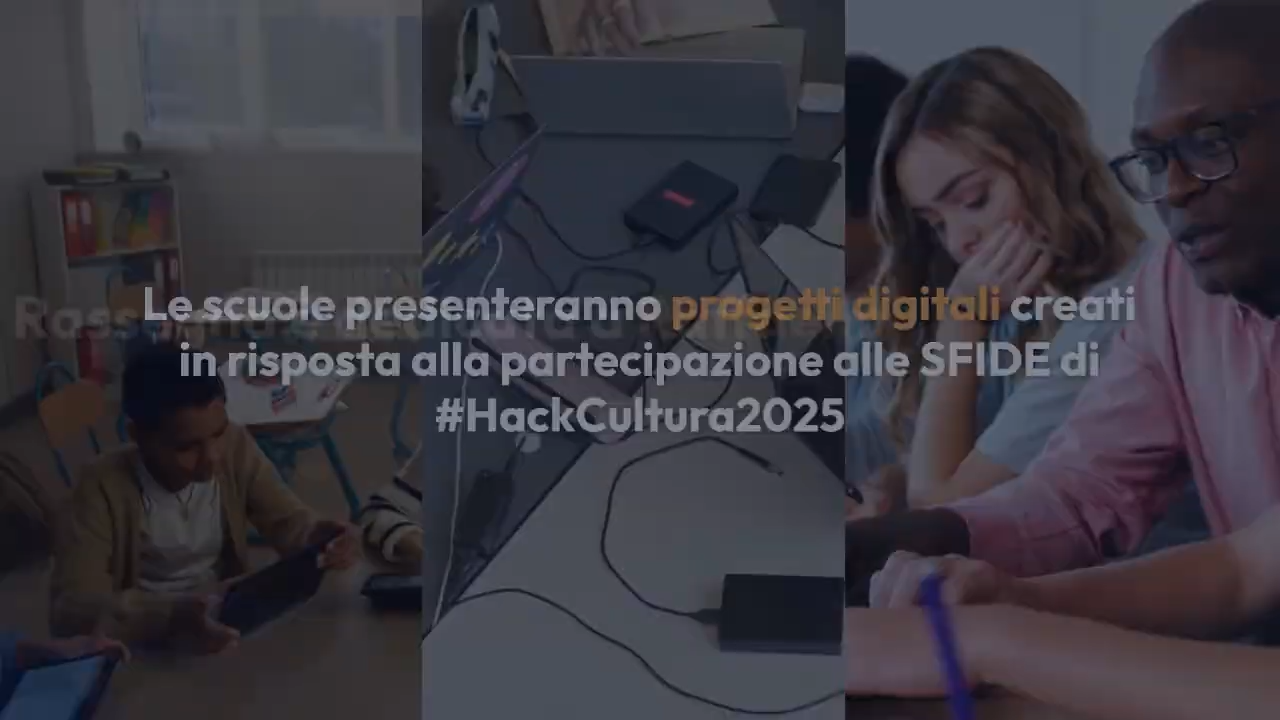 Le scuole presenteranno progetti digitali creati
in risposta alla partecipazione alle SFIDE di
#HackCultura2025